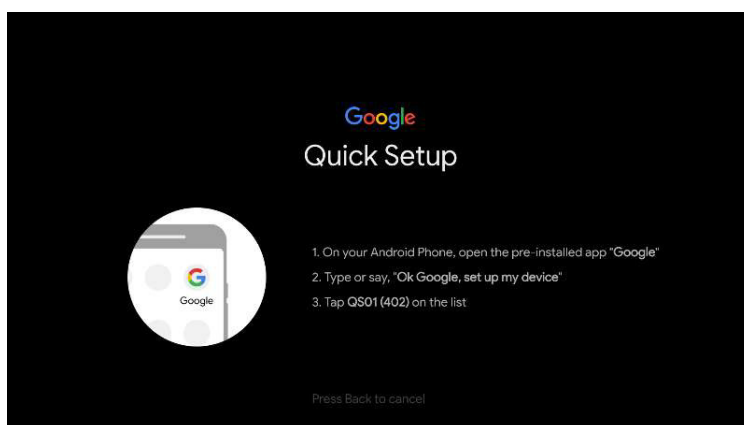 Google
Quick Setup
1. On your Android Phone, open the pre-installed app "Google"
2. Type or say, "Ok Google, set up my device"
3. Tap QS01 (402) on the list
Google
Press Back to cancel